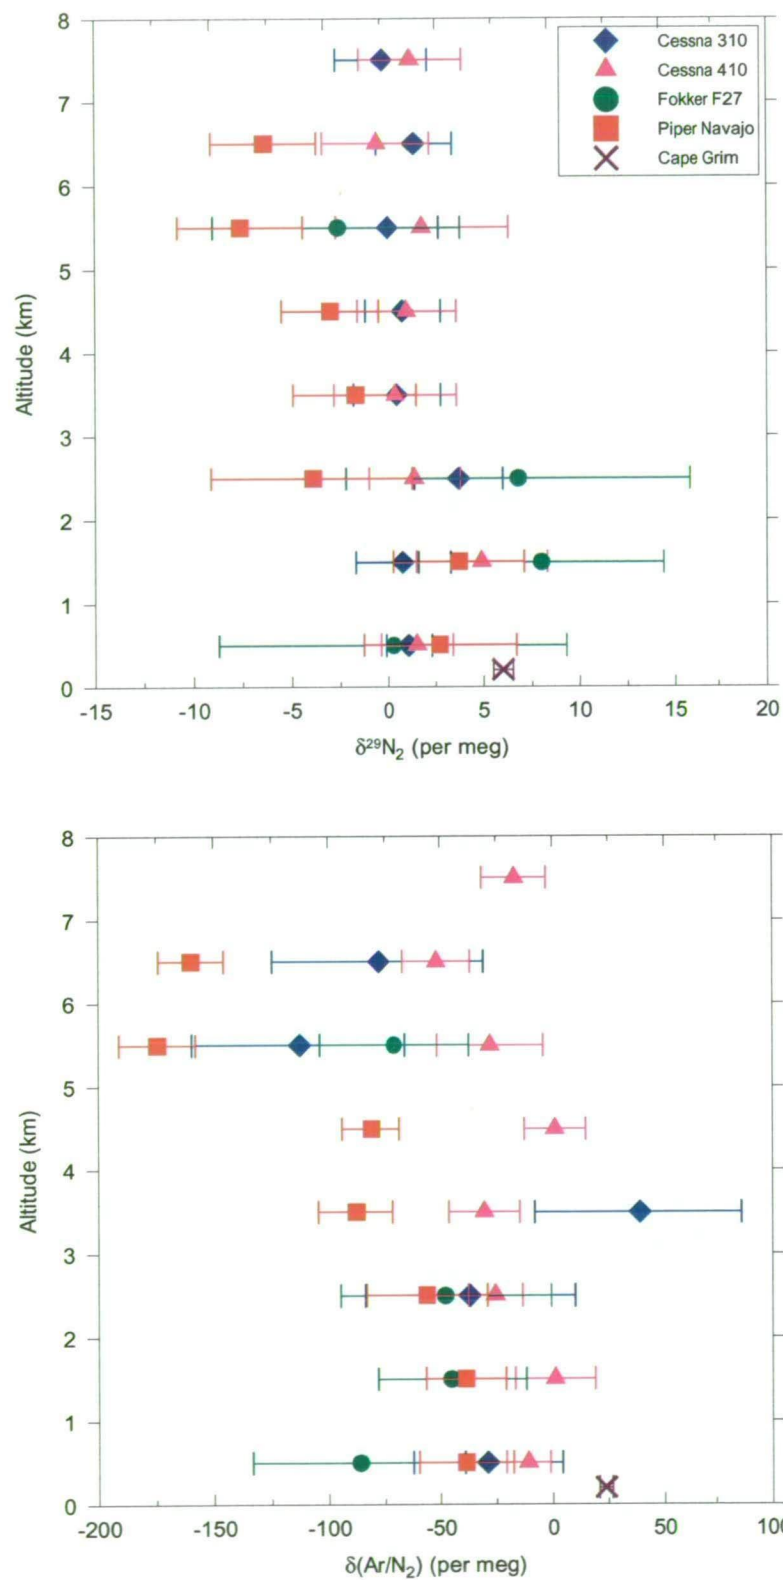 8
7
6
5
4
3
2
1
0
Altitude (km)
Cessna 310
Cessna 410
Fokker F27
Piper Navajo
Cape Grim
-15 -10 -5 0 5 10 15 20
δ²⁹N₂ (per meg)
8
7
6
5
4
3
2
1
0
Altitude (km)
-200 -150 -100 -50 0 50 100
δ(Ar/N₂) (per meg)